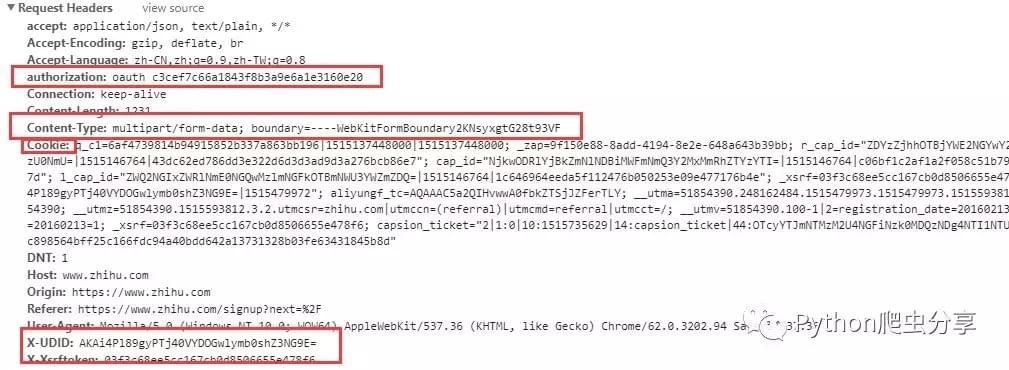 Request Headers view source
accept: application/json, text/plain, */*
Accept-Encoding: gzip, deflate, br
Accept-Language: zh-CN,zh;q=0.9,zh-TW;q=0.8
authorization: oauth c3cef7c66a1843f8b3a9e6a1e3160e20
Connection: keep-alive
Content-Length: 1231
Content-Type: multipart/form-data; boundary=----WebKitFormBoundary2KNsyxgtG28t93VF
Cookie: q_c1=6af4739814b94915852b337a863bb196|1515137448000|1515137448000; _zap=9f150e88-8add-4194-8e2e-648a643b39bb; r_cap_id="ZDYzZjhhOTBjYWE2NGYwY2
zU0NmU=|1515146764|43dc62ed786dd3e322d6d3d3ad9d3a276bcb86e7"; cap_id="NjkwODRlYjBkZmNlNDBiMWFmNmQ3Y2MxMmRhZTYzYTI=|1515146764|c06bf1c2af1a2f058c51b79
7d"; l_cap_id="ZWQ2NGIxZWRlNmE0NGQwMzlmNGFkOTBmNWU3YWZmZDQ=|1515146764|1c646964eeda5f112476b050253e09e477176b4e"; _xsrf=03f3c68ee5cc167cb0d8506655e47
4Pl89gyPTj40VYDOGwlymb0shZ3NG9E=|1515479972"; aliyungf_tc=AQAAAC5a2QIHvwwA0fbkZTSjJZFerTLY; __utma=51854390.248162484.1515479973.1515479973.151559381
54390; __utmz=51854390.1515593812.3.2.utmcsr=zhihu.com|utmccn=(referral)|utmcmd=referral|utmcct=/; __utmv=51854390.100-1|2=registration_date=20160213
=20160213=1; _xsrf=03f3c68ee5cc167cb0d8506655e478f6; capsion_ticket="2|1:0|10:1515735629|14:capsion_ticket|44:OTcyYTJmNTMzM2U4NGFiNzk0MDQzNDg4NTI1NTU
c898564bff25c166fdc94a40bdd642a13731328b03fe63431845b8d"
DNT: 1
Host: www.zhihu.com
Origin: https://www.zhihu.com
Referer: https://www.zhihu.com/signup?next=%2F
User-Agent: Mozilla/5.0 (Windows NT 10.0; WOW64) AppleWebKit/537.36 (KHTML, like Gecko) Chrome/62.0.3202.94
X-UDID: AKAi4Pl89gyPTj40VYDOGwlymb0shZ3NG9E=
X-Xsrftoken: 03f3c68ee5cc167cb0d8506655e478f6
Python爬虫分享